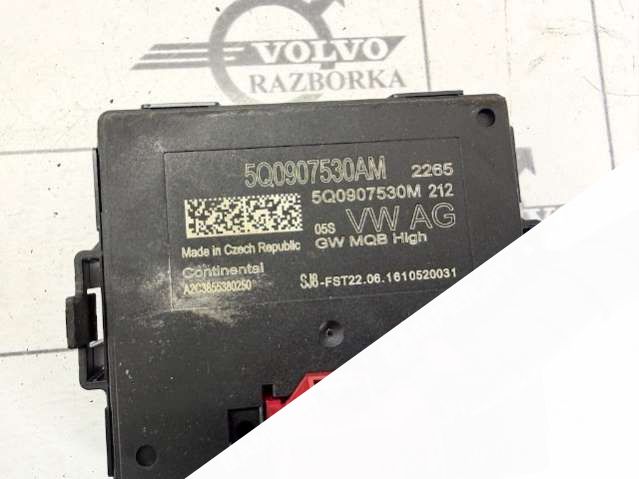 VOLVO
RAZBORKA
5Q0907530AM 2265
5Q0907530M 212
05S VW AG
Made in Czech Republic GW MQB High
Continental
A2C3855380250 SJ8-FST22.06.1610520031